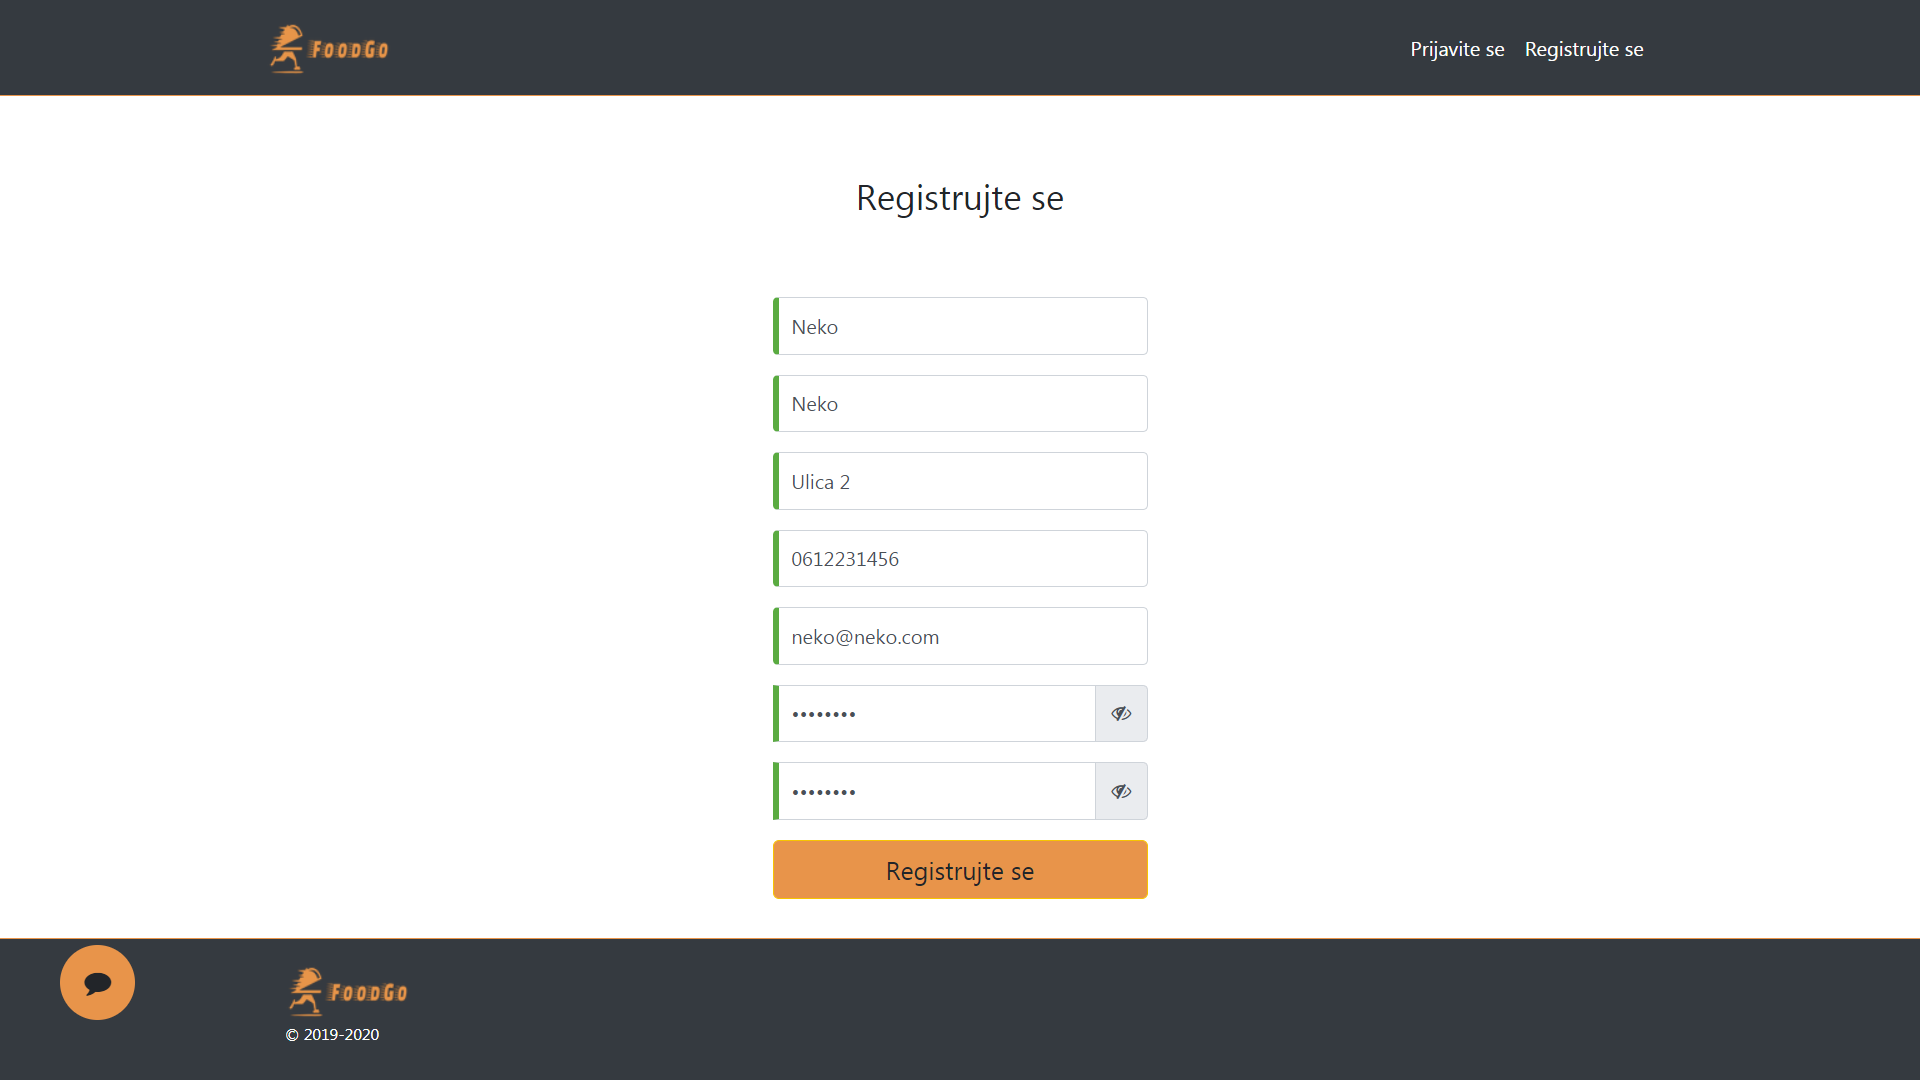 FoodGo
Prijavite se Registrujte se
Registrujte se
Neko
Neko
Ulica 2
0612231456
neko@neko.com
••••••••
••••••••
Registrujte se
FoodGo
© 2019-2020